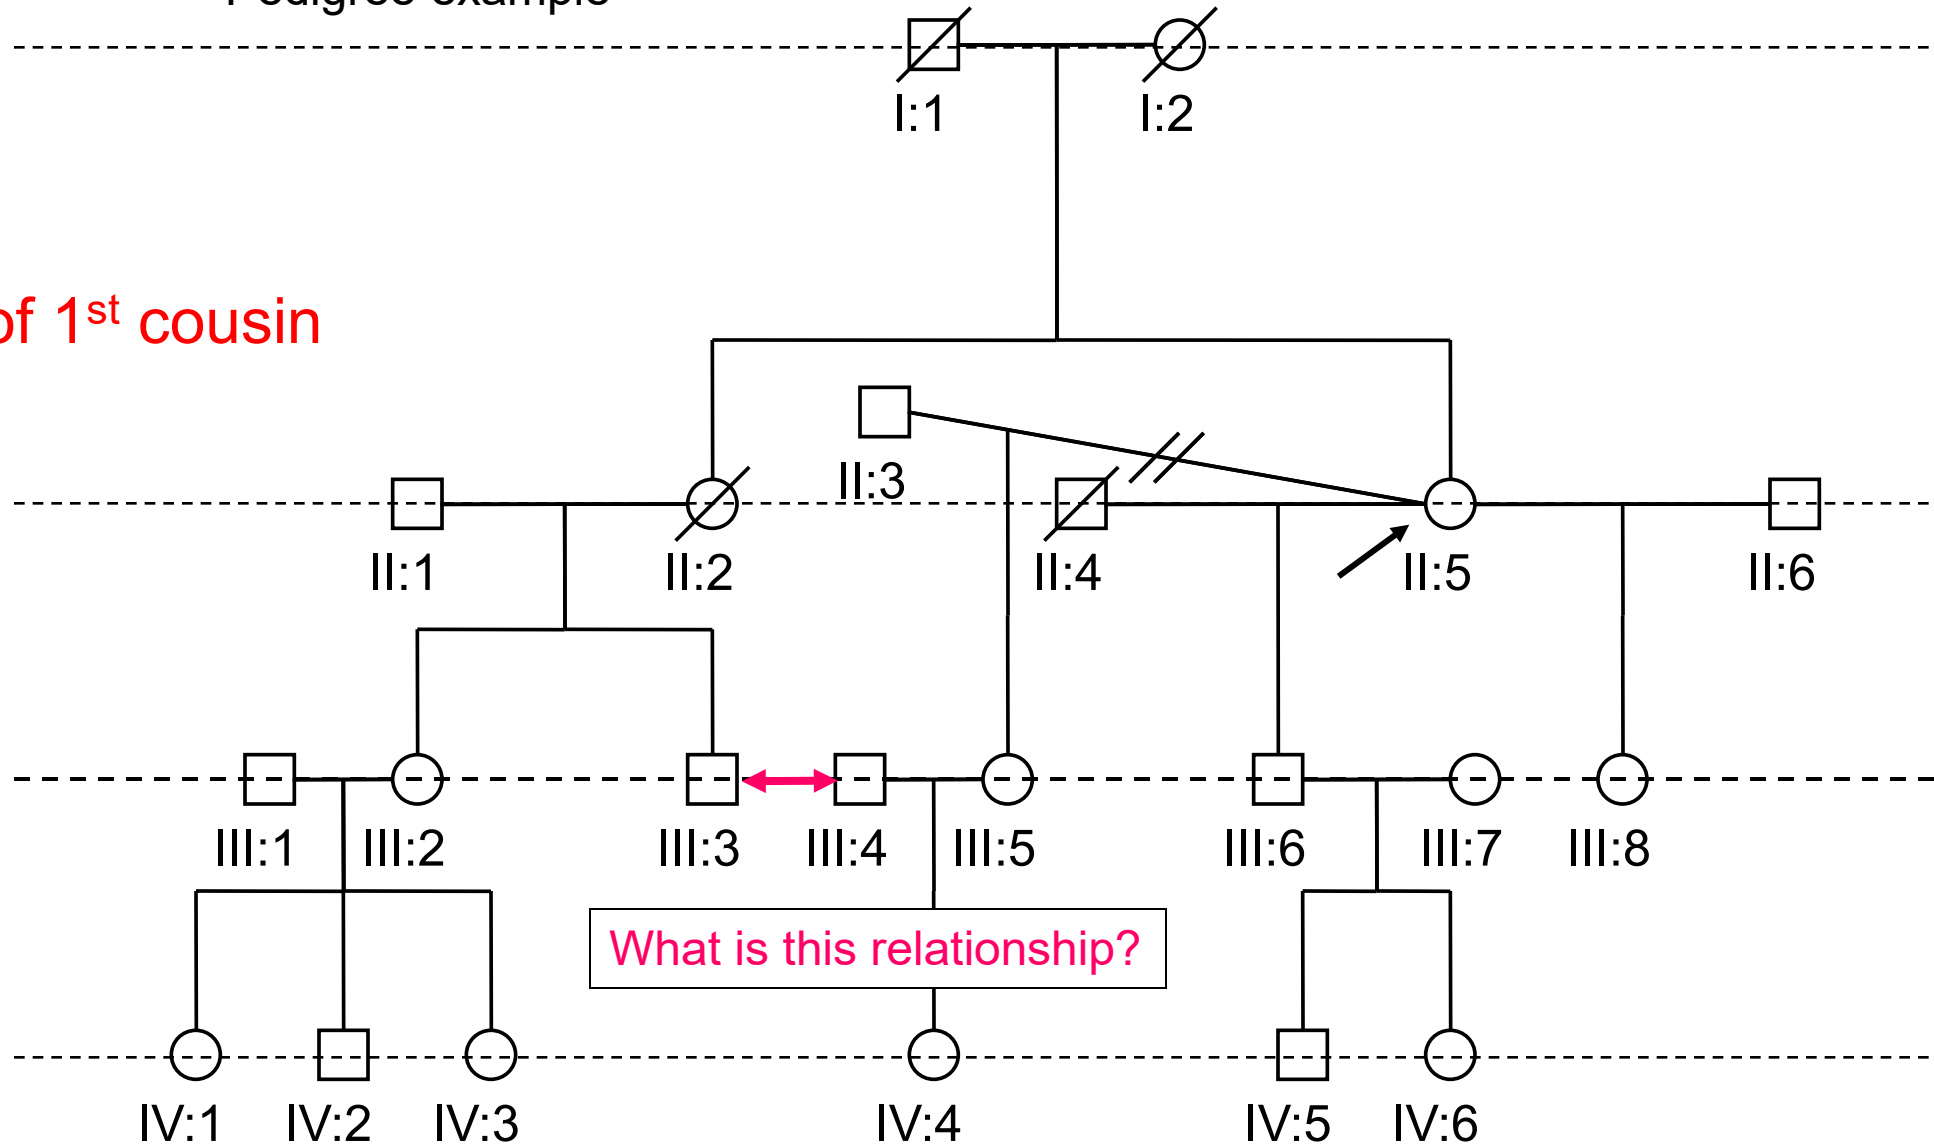 Pedigree example
I:1 I:2
of 1st cousin
II:3
II:1 II:2 II:4 II:5 II:6
III:1 III:2 III:3 III:4 III:5 III:6 III:7 III:8
What is this relationship?
IV:1 IV:2 IV:3 IV:4 IV:5 IV:6